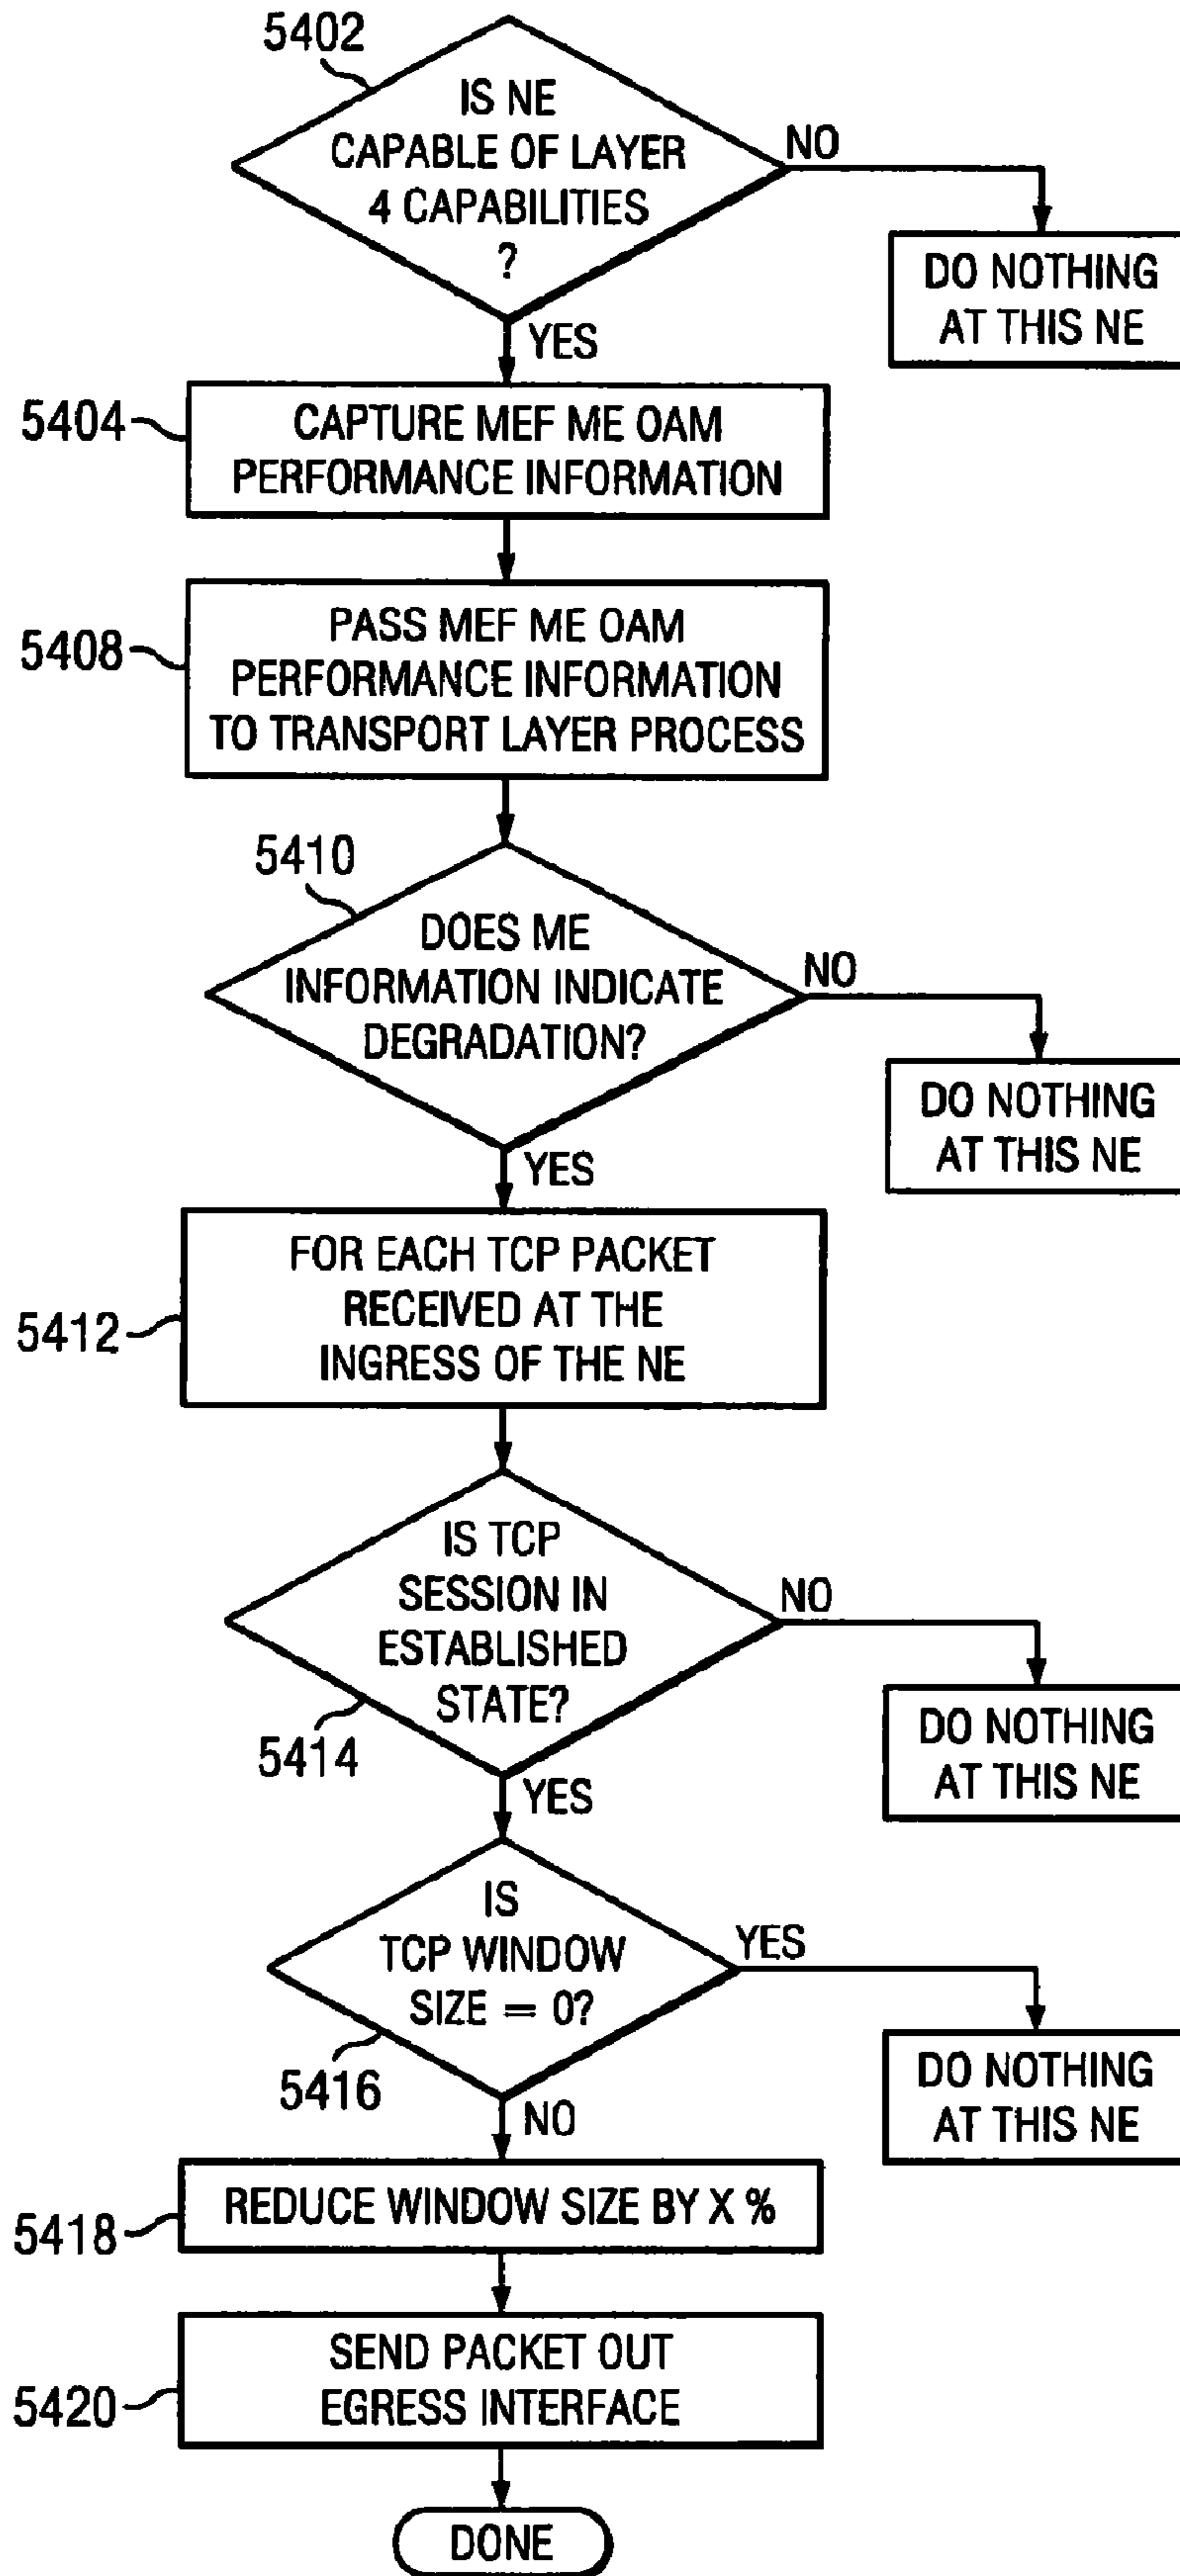 5402
IS NE
CAPABLE OF LAYER
4 CAPABILITIES
?
NO
DO NOTHING
AT THIS NE
YES
5404
CAPTURE MEF ME OAM
PERFORMANCE INFORMATION
5408
PASS MEF ME OAM
PERFORMANCE INFORMATION
TO TRANSPORT LAYER PROCESS
5410
DOES ME
INFORMATION INDICATE
DEGRADATION?
NO
DO NOTHING
AT THIS NE
YES
5412
FOR EACH TCP PACKET
RECEIVED AT THE
INGRESS OF THE NE
IS TCP
SESSION IN
ESTABLISHED
STATE?
5414
NO
DO NOTHING
AT THIS NE
YES
IS
TCP WINDOW
SIZE = 0?
5416
YES
DO NOTHING
AT THIS NE
NO
5418
REDUCE WINDOW SIZE BY X %
5420
SEND PACKET OUT
EGRESS INTERFACE
DONE